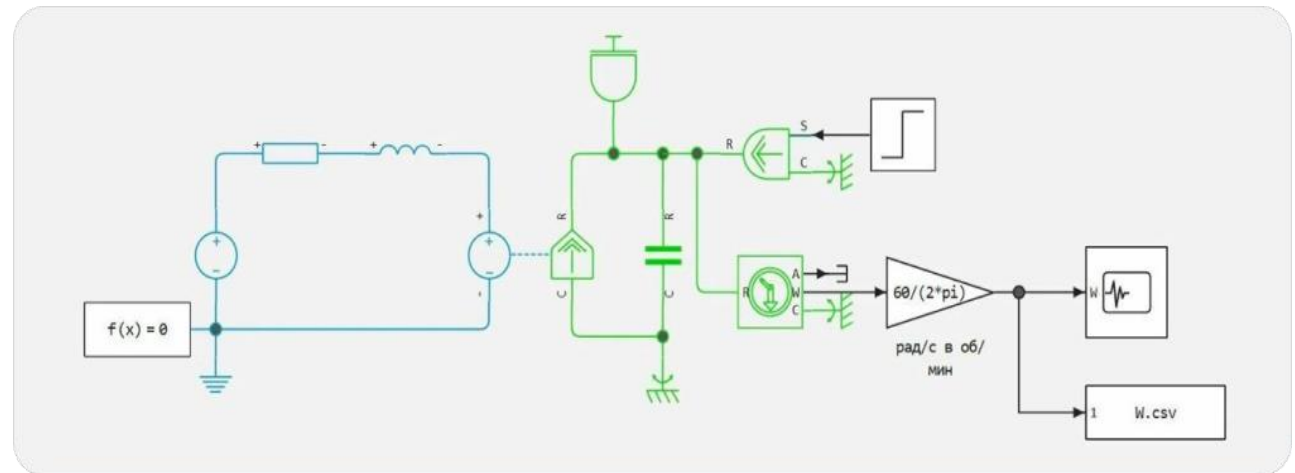 S
R
C
+ -
+ -
R
R
+
+
-
+
-
-
C
C
R
A
W
C
60/(2*pi)
W
f(x) = 0
рад/с в об/
мин
1
W.csv